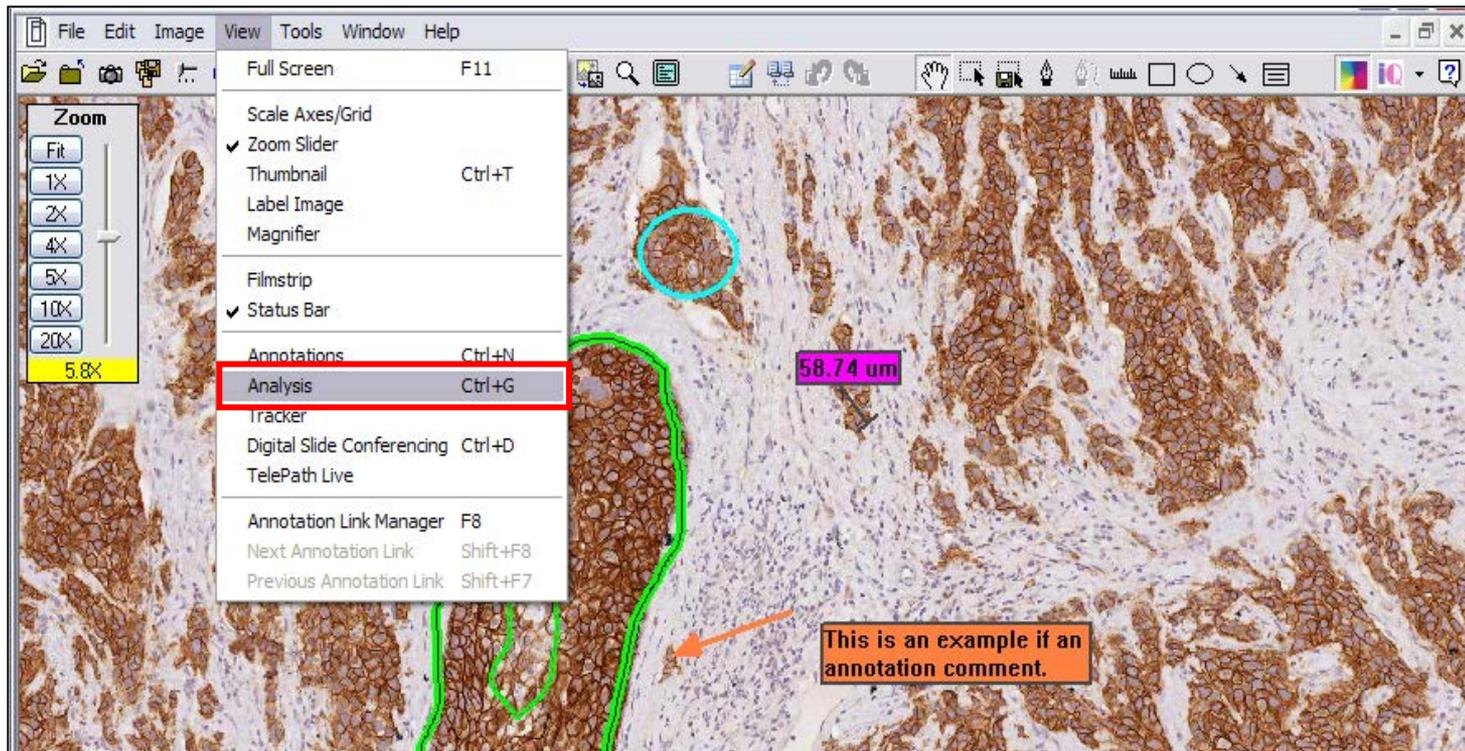 File Edit Image View Tools Window Help
iQ
Zoom
Fit
1X
2X
4X
5X
10X
20X
5.8X
Full Screen F11
Scale Axes/Grid
Zoom Slider
Thumbnail Ctrl+T
Label Image
Magnifier
Filmstrip
Status Bar
Annotations Ctrl+N
Analysis Ctrl+G
Tracker
Digital Slide Conferencing Ctrl+D
TelePath Live
Annotation Link Manager F8
Next Annotation Link Shift+F8
Previous Annotation Link Shift+F7
58.74 um
This is an example if an
annotation comment.